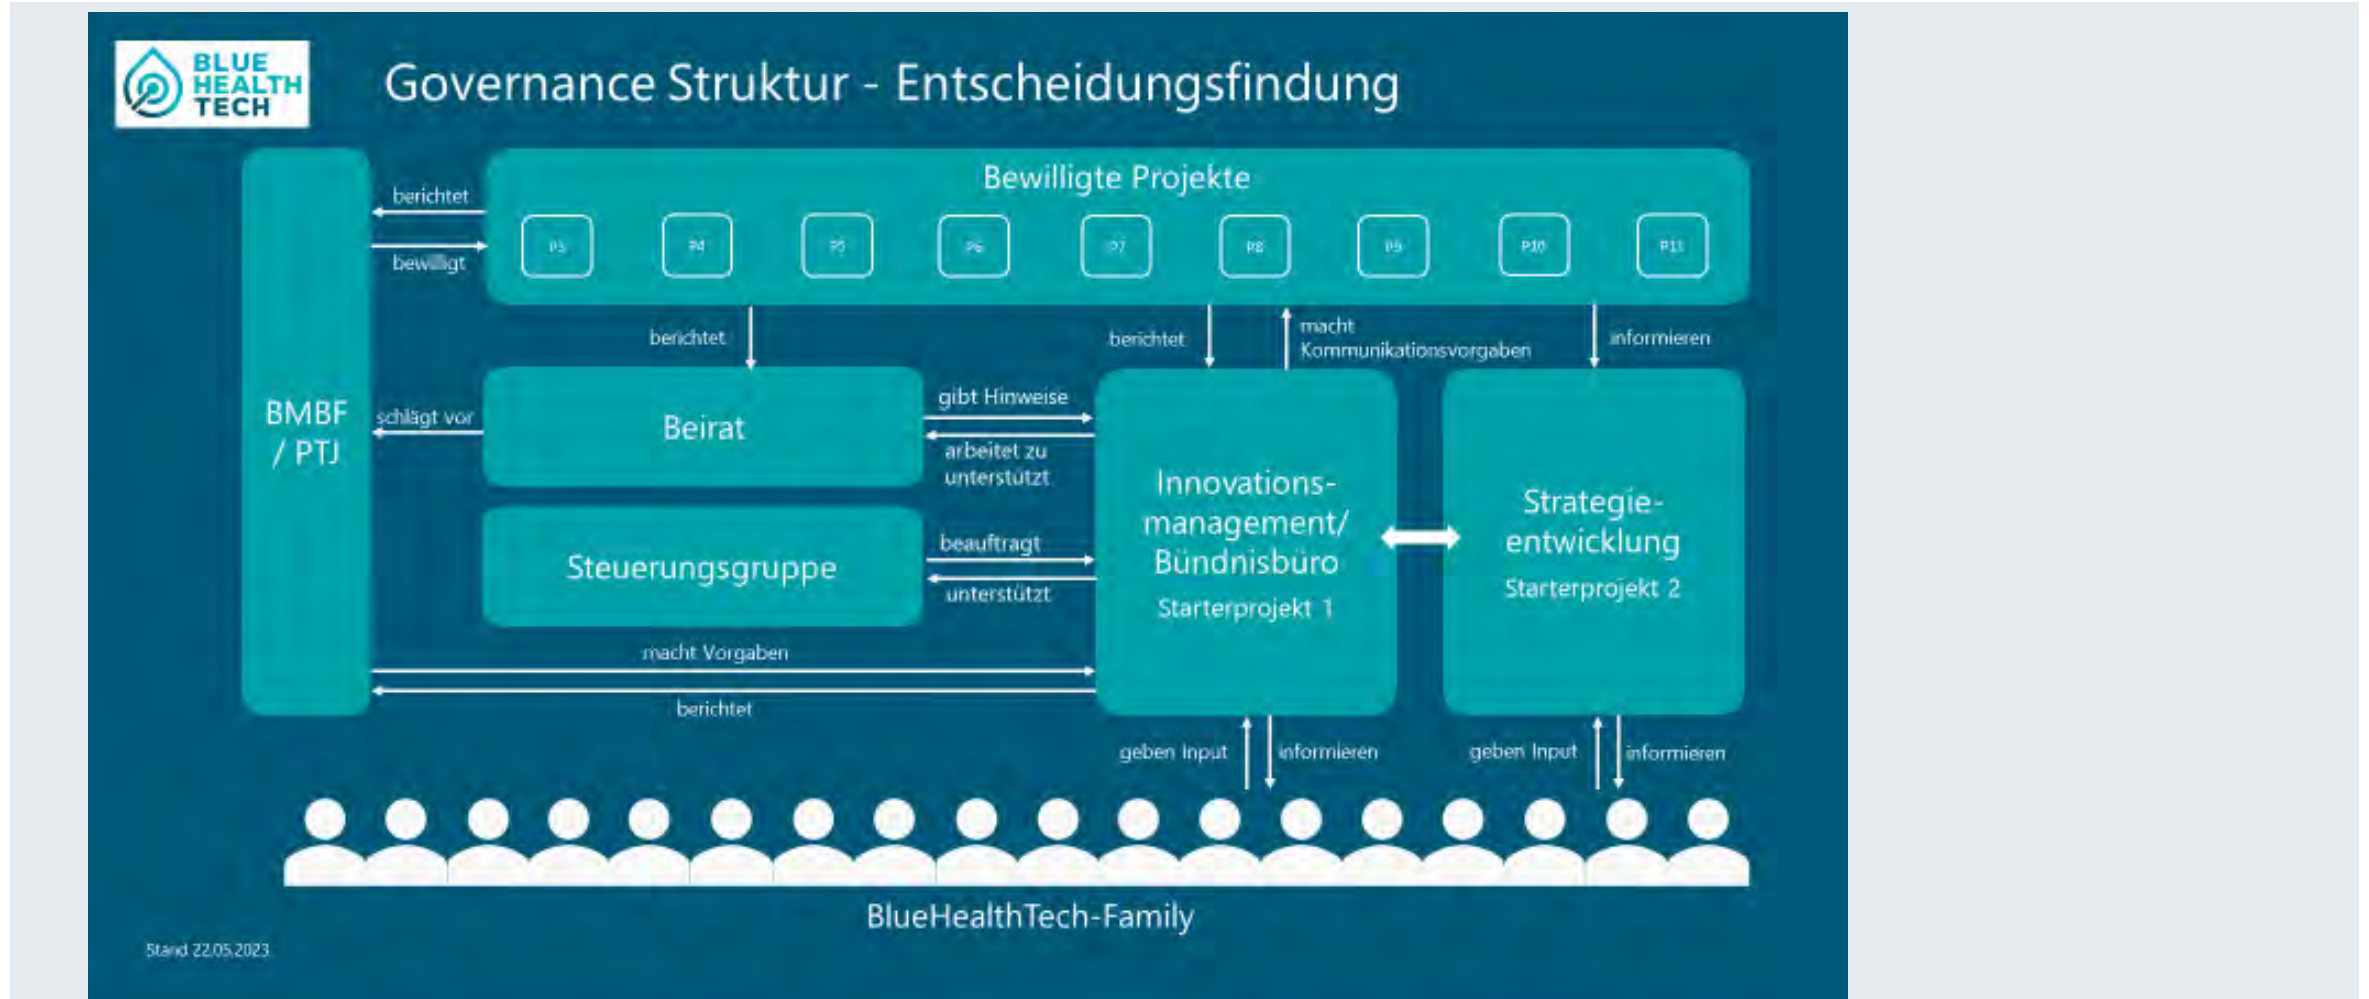 BLUE
HEALTH
TECH
Governance Struktur - Entscheidungsfindung
Bewilligte Projekte
berichtet
bewilligt
P3
P4
P5
P6
P7
P8
P9
P10
P11
berichtet
berichtet
macht
Kommunikationsvorgaben
informieren
BMBF
/ PTJ
schlägt vor
Beirat
gibt Hinweise
arbeitet zu
unterstützt
Steuerungsgruppe
beauftragt
unterstützt
Innovations-
management/
Bündnisbüro
Starterprojekt 1
Strategie-
entwicklung
Starterprojekt 2
macht Vorgaben
berichtet
geben Input
informieren
geben Input
informieren
BlueHealthTech-Family
Stand 22.05.2023